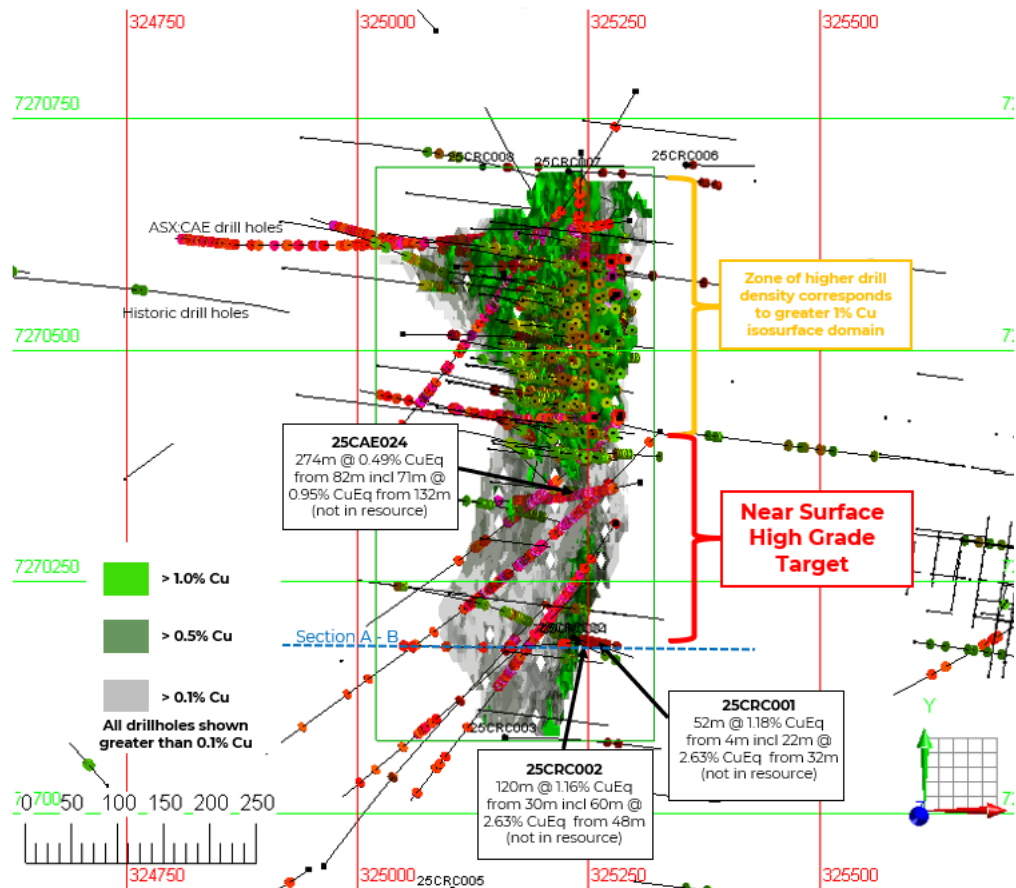 324750
325000
325250
325500
7270750
25CRC008
25CRC007
25CRC006
ASX:CAE drill holes
Historic drill holes
Zone of higher drill
density corresponds
to greater 1% Cu
isosurface domain
7270500
25CAE024
274m @ 0.49% CuEq
from 82m incl 71m @
0.95% CuEq from 132m
(not in resource)
Near Surface
High Grade
Target
7270250
> 1.0% Cu
> 0.5% Cu
> 0.1% Cu
All drillholes shown
greater than 0.1% Cu
Section A - B
25CRC003
25CRC001
52m @ 1.18% CuEq
from 4m incl 22m @
2.63% CuEq from 32m
(not in resource)
25CRC002
120m @ 1.16% CuEq
from 30m incl 60m @
2.63% CuEq from 48m
(not in resource)
Y
0 50 100 150 200 250
324750
325000
25CRC005
325250
325500